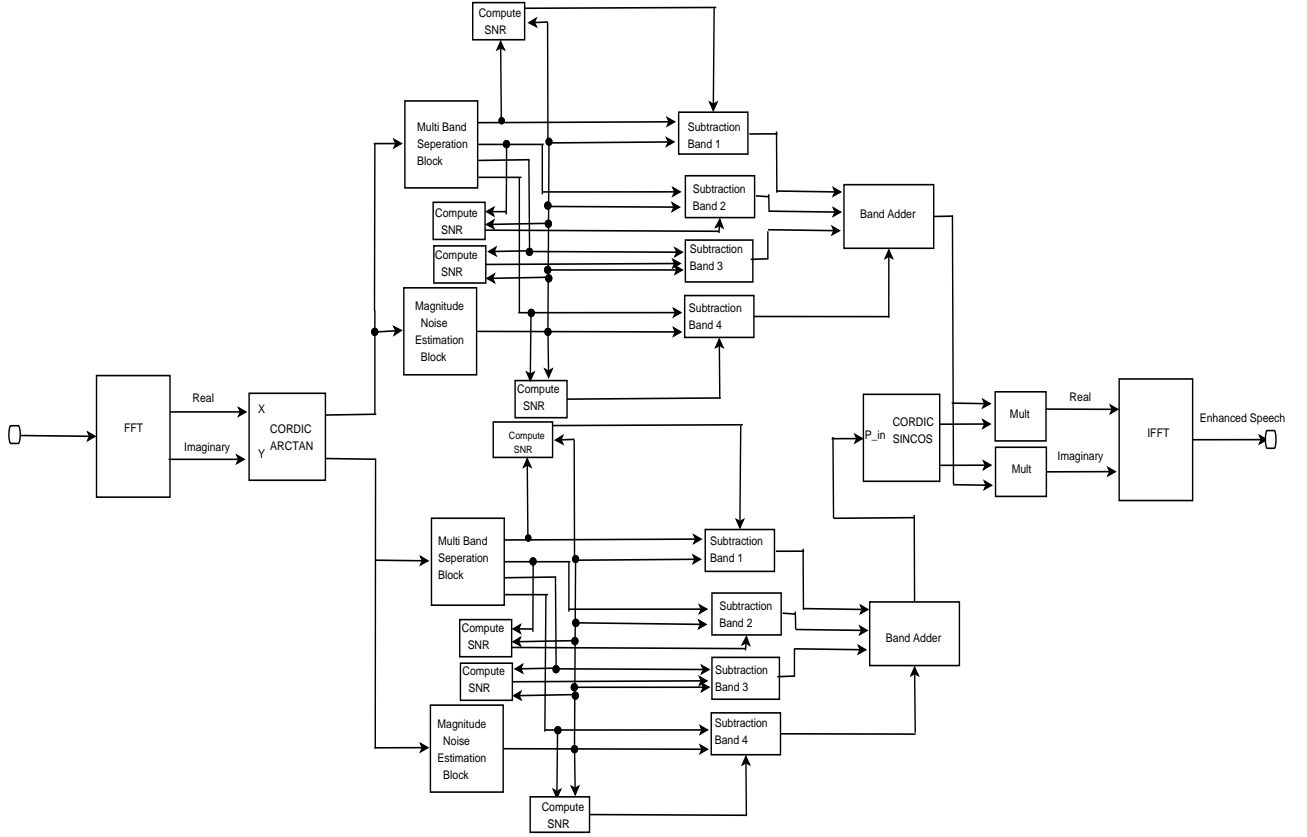 Compute
SNR
Multi Band
Seperation
Block
Subtraction
Band 1
Subtraction
Band 2
Band Adder
Compute
SNR
Compute
SNR
Subtraction
Band 3
Magnitude
Noise
Estimation
Block
Subtraction
Band 4
Compute
SNR
FFT
Real
Imaginary
X
CORDIC
ARCTAN
Y
P_in
CORDIC
SINCOS
Mult
Mult
Real
Imaginary
IFFT
Enhanced Speech
Compute
SNR
Multi Band
Seperation
Block
Subtraction
Band 1
Subtraction
Band 2
Band Adder
Compute
SNR
Compute
SNR
Subtraction
Band 3
Magnitude
Noise
Estimation
Block
Subtraction
Band 4
Compute
SNR